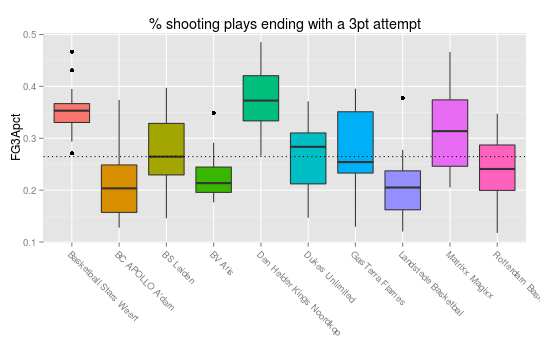 % shooting plays ending with a 3pt attempt
FG3Apct
0.5
0.4
0.3
0.2
0.1
Basketball Stars Weert
BC APOLLO A'dam
BS Leiden
BV Aris
Den Helder Kings Noordkop
Dukes Unlimited
GasTerra Flames
Landstede Basketbal
Matrixx Magixx
Rotterdam Bas